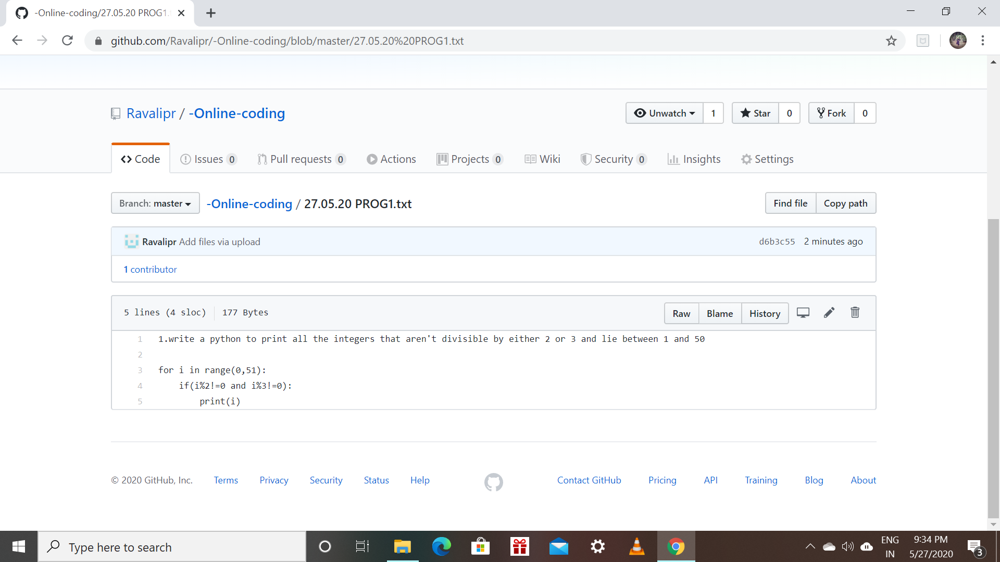 -Online-coding/27.05.20 PROG1.
github.com/Ravalipr/-Online-coding/blob/master/27.05.20%20PROG1.txt
Ravalipr / -Online-coding
Unwatch 1 Star 0 Fork 0
Code Issues 0 Pull requests 0 Actions Projects 0 Wiki Security 0 Insights Settings
Branch: master -Online-coding / 27.05.20 PROG1.txt Find file Copy path
Ravalipr Add files via upload d6b3c55 2 minutes ago
1 contributor
5 lines (4 sloc) 177 Bytes Raw Blame History
1 1.write a python to print all the integers that aren't divisible by either 2 or 3 and lie between 1 and 50
2
3 for i in range(0,51):
4     if(i%2!=0 and i%3!=0):
5         print(i)
© 2020 GitHub, Inc. Terms Privacy Security Status Help Contact GitHub Pricing API Training Blog About
Type here to search
ENG 9:34 PM
IN 5/27/2020 3